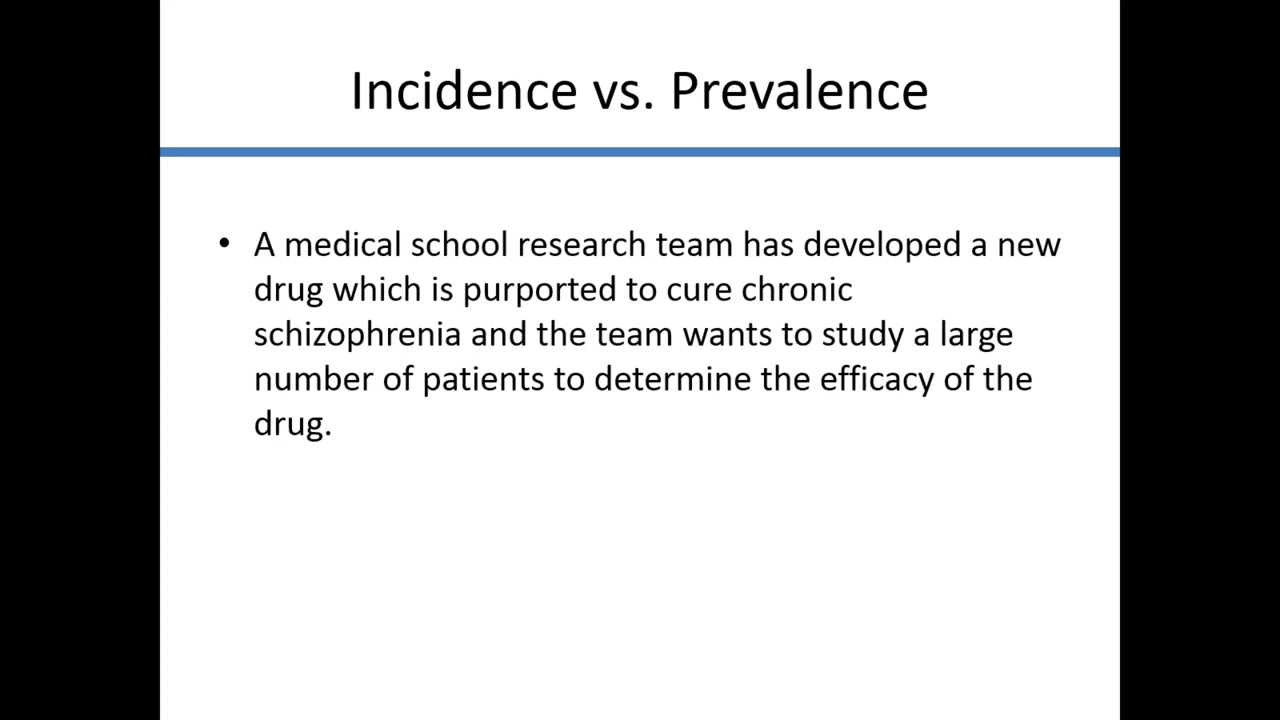 Incidence vs. Prevalence
• A medical school research team has developed a new
drug which is purported to cure chronic
schizophrenia and the team wants to study a large
number of patients to determine the efficacy of the
drug.